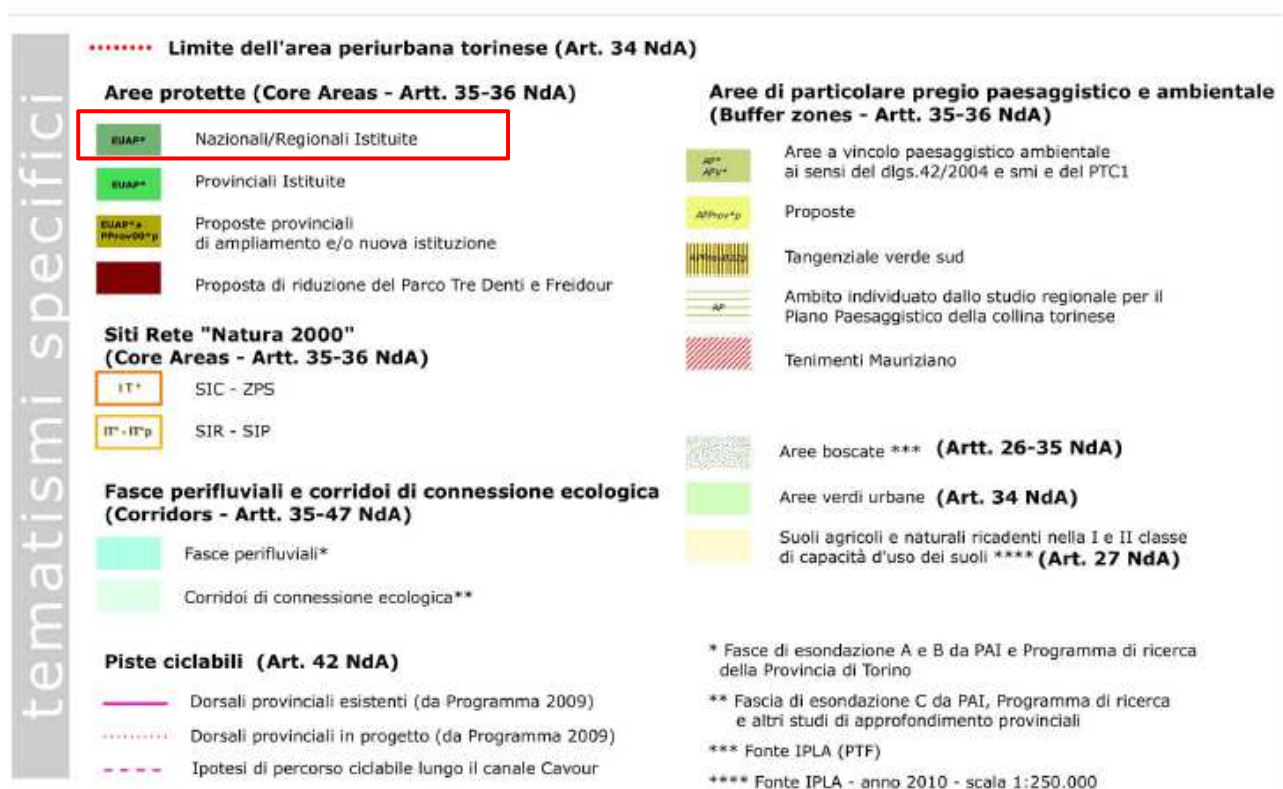 tematismi specifici
Limite dell'area periurbana torinese (Art. 34 NdA)
Aree protette (Core Areas - Artt. 35-36 NdA)
EUAP*
Nazionali/Regionali Istituite
EUAP*
Provinciali Istituite
EUAP*a
PProv00*p
Proposte provinciali
di ampliamento e/o nuova istituzione
Proposta di riduzione del Parco Tre Denti e Freidour
Siti Rete "Natura 2000"
(Core Areas - Artt. 35-36 NdA)
IT*
SIC - ZPS
IT* - IT*p
SIR - SIP
Fasce perifluviali e corridoi di connessione ecologica
(Corridors - Artt. 35-47 NdA)
Fasce perifluviali*
Corridoi di connessione ecologica**
Piste ciclabili (Art. 42 NdA)
Dorsali provinciali esistenti (da Programma 2009)
Dorsali provinciali in progetto (da Programma 2009)
Ipotesi di percorso ciclabile lungo il canale Cavour
Aree di particolare pregio paesaggistico e ambientale
(Buffer zones - Artt. 35-36 NdA)
AP*
APV*
Aree a vincolo paesaggistico ambientale
ai sensi del dlgs.42/2004 e smi e del PTC1
APProv*p
Proposte
Tangenziale verde sud
AP
Ambito individuato dallo studio regionale per il
Piano Paesaggistico della collina torinese
Tenimenti Mauriziano
Aree boscate *** (Artt. 26-35 NdA)
Aree verdi urbane (Art. 34 NdA)
Suoli agricoli e naturali ricadenti nella I e II classe
di capacità d'uso dei suoli **** (Art. 27 NdA)
* Fasce di esondazione A e B da PAI e Programma di ricerca
della Provincia di Torino
** Fascia di esondazione C da PAI, Programma di ricerca
e altri studi di approfondimento provinciali
*** Fonte IPLA (PTF)
**** Fonte IPLA - anno 2010 - scala 1:250.000